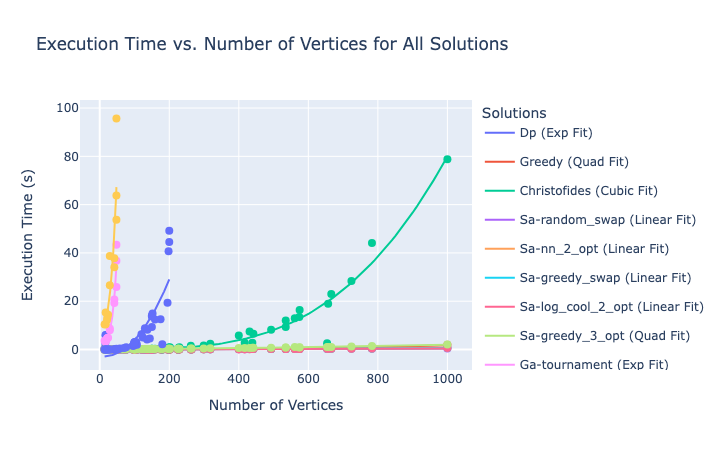 Execution Time vs. Number of Vertices for All Solutions
Solutions
Dp (Exp Fit)
Greedy (Quad Fit)
Christofides (Cubic Fit)
Sa-random_swap (Linear Fit)
Sa-nn_2_opt (Linear Fit)
Sa-greedy_swap (Linear Fit)
Sa-log_cool_2_opt (Linear Fit)
Sa-greedy_3_opt (Quad Fit)
Ga-tournament (Exp Fit)
Execution Time (s)
100
80
60
40
20
0
0 200 400 600 800 1000
Number of Vertices